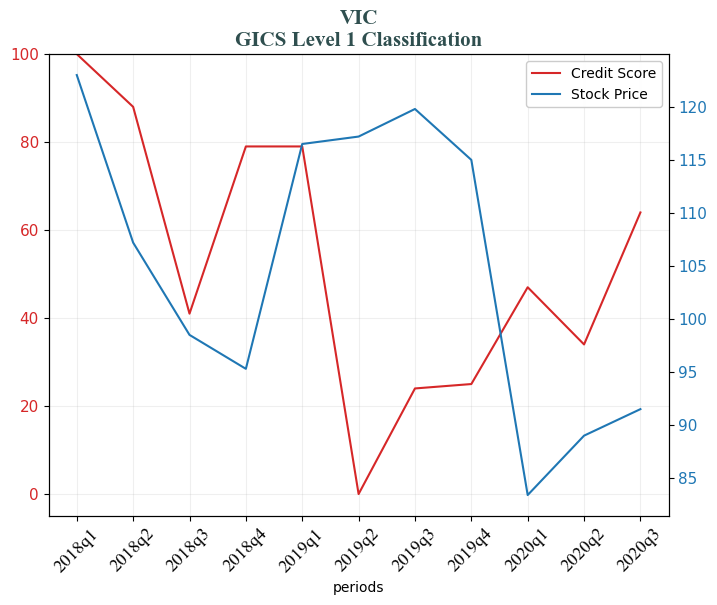 VIC
GICS Level 1 Classification
Credit Score
Stock Price
100
80
60
40
20
0
120
115
110
105
100
95
90
85
2018q1
2018q2
2018q3
2018q4
2019q1
2019q2
2019q3
2019q4
2020q1
2020q2
2020q3
periods